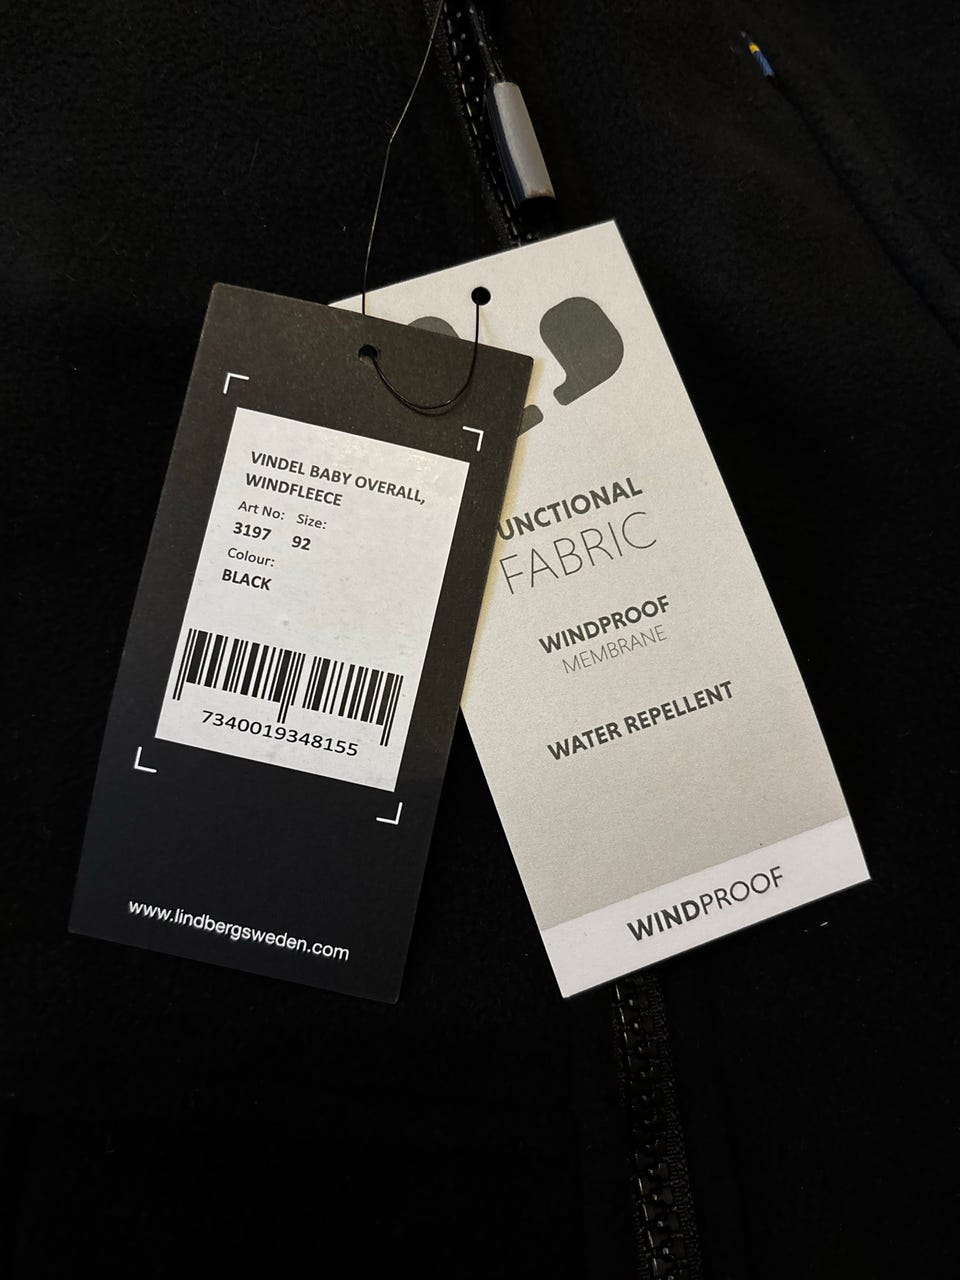 VINDEL BABY OVERALL,
WINDFLEECE
Art No: Size:
3197 92
Colour:
BLACK
7340019348155
www.lindbergsweden.com
UNCTIONAL
FABRIC
WINDPROOF
MEMBRANE
WATER REPELLENT
WINDPROOF